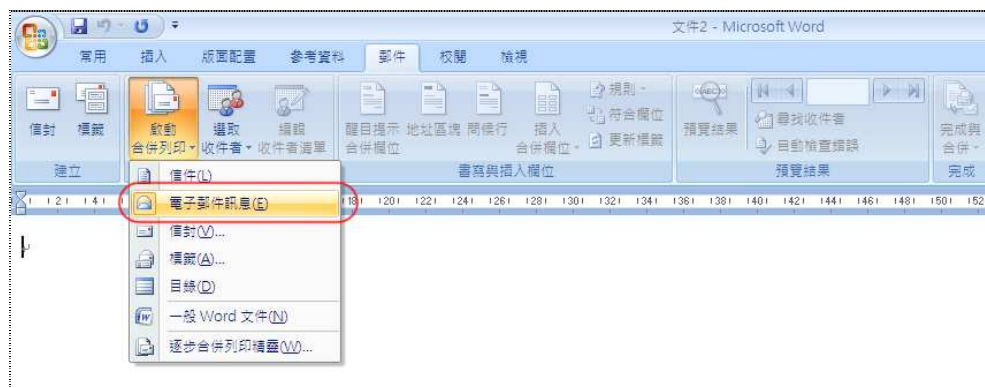 文件2 - Microsoft Word
常用 插入 版面配置 參考資料 郵件 校閱 檢視
信封 標籤 啟動合併列印 選取收件者 編輯收件者清單 醒目提示合併欄位 地址區塊 問候行 插入合併欄位 規則 符合欄位 更新標籤 預覽結果 尋找收件者 自動檢查錯誤 完成與合併
建立 書寫與插入欄位 預覽結果 完成
信件(L)
電子郵件訊息(E)
信封(V)...
標籤(A)...
目錄(D)
一般 Word 文件(N)
逐步合併列印精靈(W)...